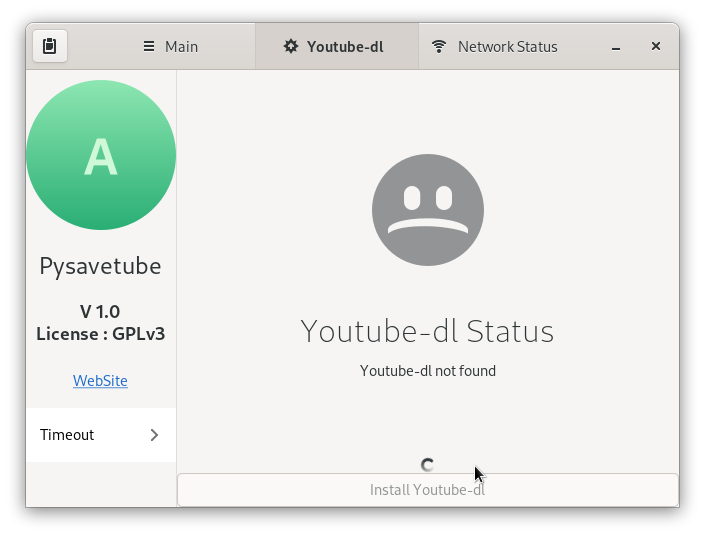 Main
Youtube-dl
Network Status
A
Pysavetube
V 1.0
License : GPLv3
WebSite
Timeout
Youtube-dl Status
Youtube-dl not found
Install Youtube-dl